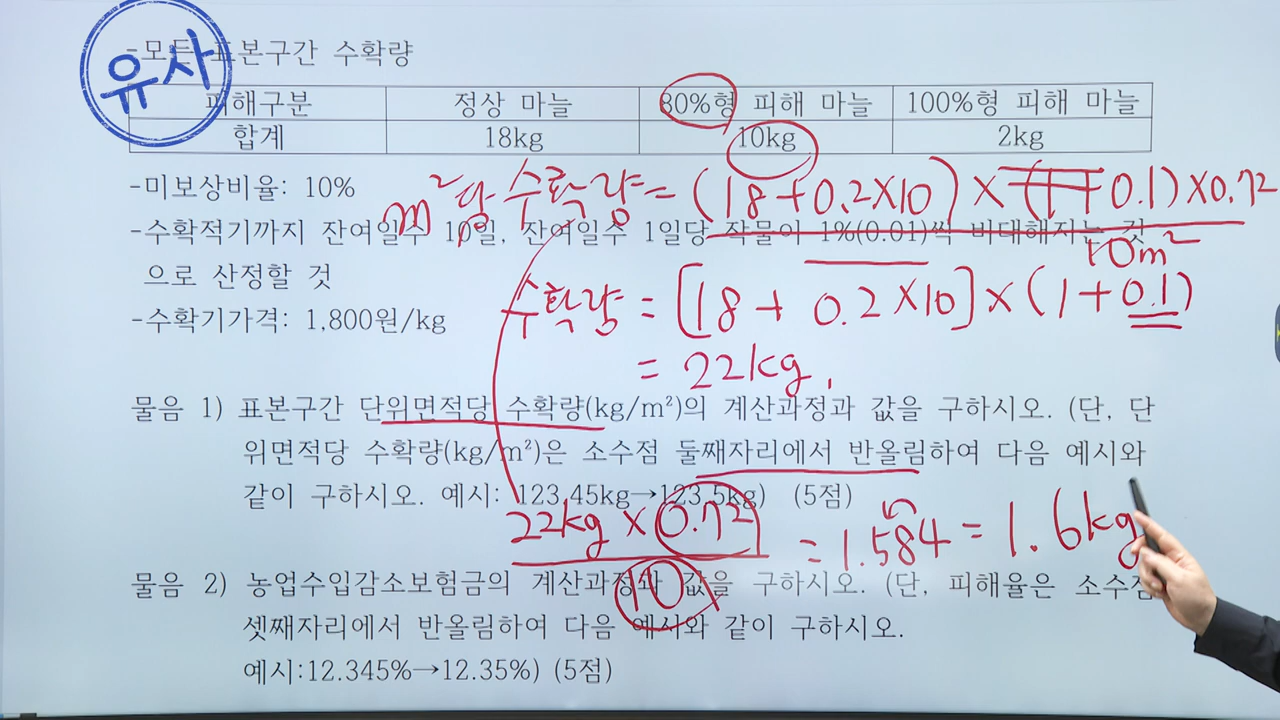 유사
-모든 표본구간 수확량
피해구분 정상 마늘 80%형 피해 마늘 100%형 피해 마늘
합계 18kg 10kg 2kg
-미보상비율: 10%
m²당 수확량 = (18+0.2×10) × (1+0.1)×0.72
10m²
-수확적기까지 잔여일수 10일, 잔여일수 1일당 작물이 1%(0.01)씩 비대해지는 것
으로 산정할 것
수확량 = [18 + 0.2×10]×(1+0.1)
-수확기가격: 1,800원/kg
= 22kg.
물음 1) 표본구간 단위면적당 수확량(kg/m²)의 계산과정과 값을 구하시오. (단, 단
위면적당 수확량(kg/m²)은 소수점 둘째자리에서 반올림하여 다음 예시와
같이 구하시오. 예시: 123.45kg→123.5kg) (5점)
22kg × 0.72
10
= 1.584 = 1.6kg
물음 2) 농업수입감소보험금의 계산과정과 값을 구하시오. (단, 피해율은 소수점
셋째자리에서 반올림하여 다음 예시와 같이 구하시오.
예시:12.345%→12.35%) (5점)